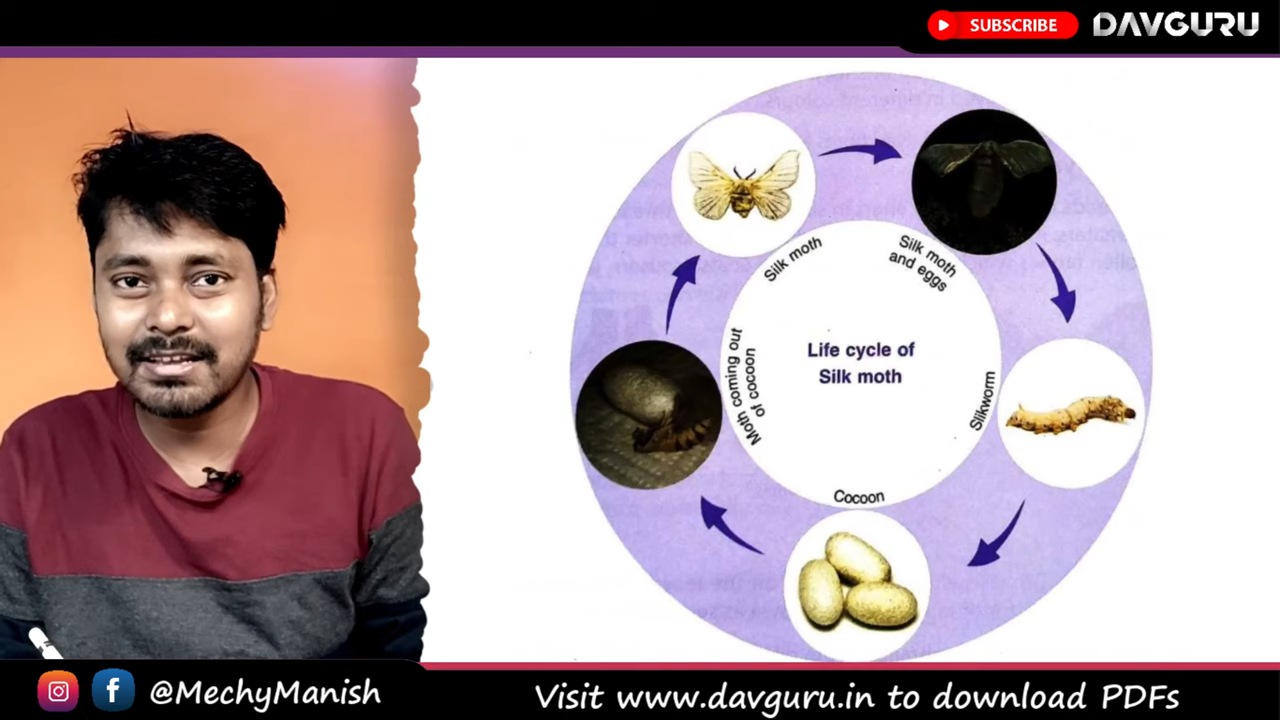 SUBSCRIBE
DAVGURU
Silk moth
Silk moth
and eggs
Silkworm
Cocoon
Moth coming out
of cocoon
Life cycle of
Silk moth
@MechyManish
Visit www.davguru.in to download PDFs